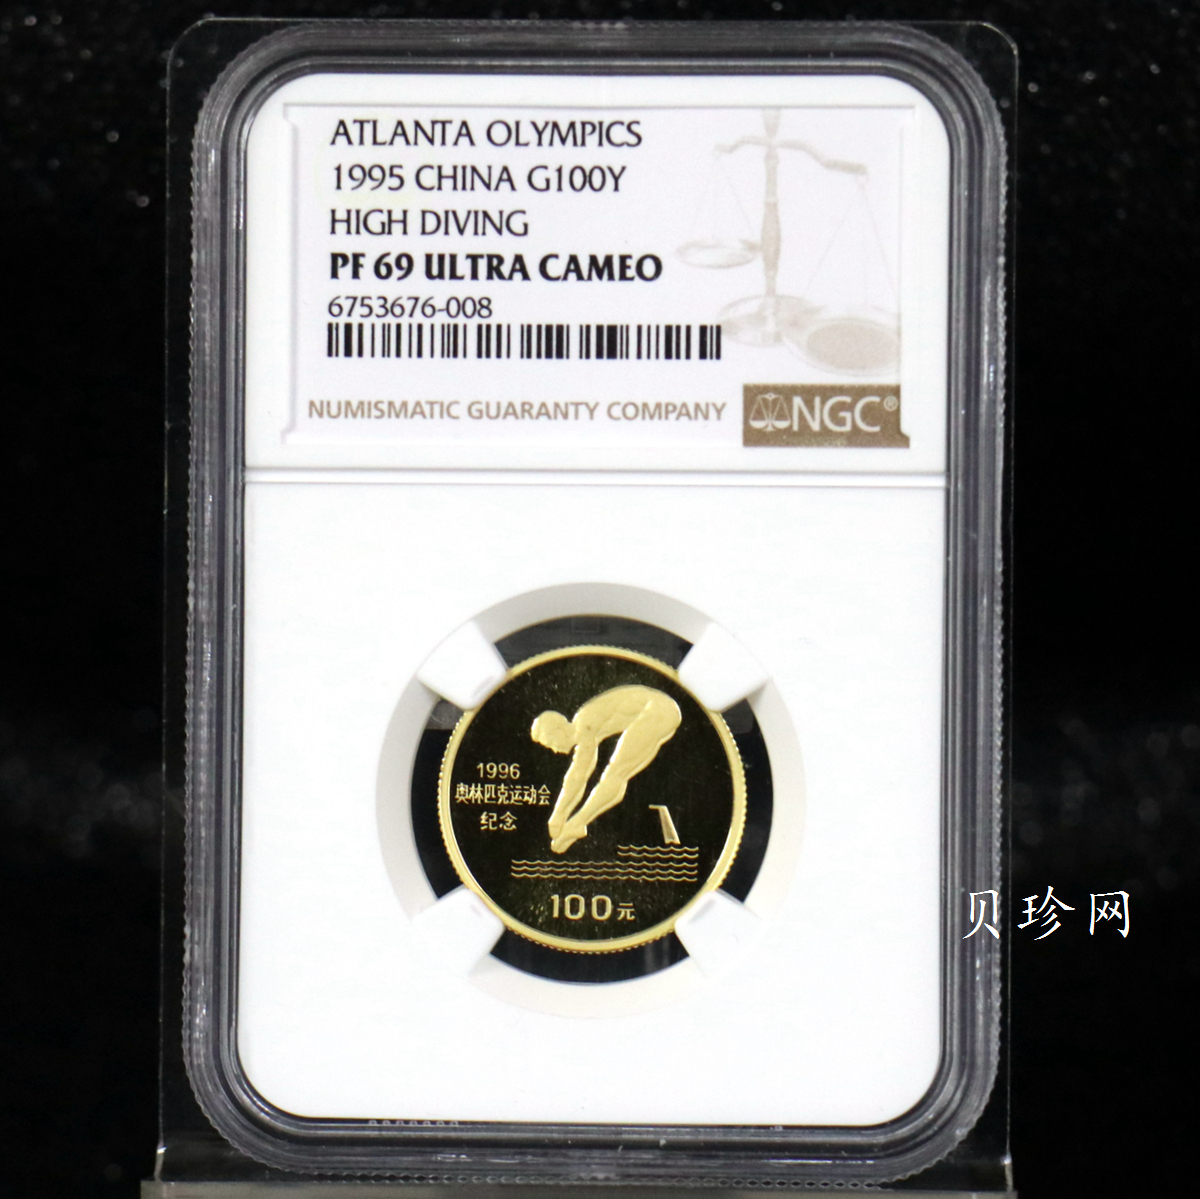 ATLANTA OLYMPICS
1995 CHINA G100Y
HIGH DIVING
PF 69 ULTRA CAMEO
6753676-008
NUMISMATIC GUARANTY COMPANY
NGC®
1996
奥林匹克运动会
纪念
100元
贝珍网